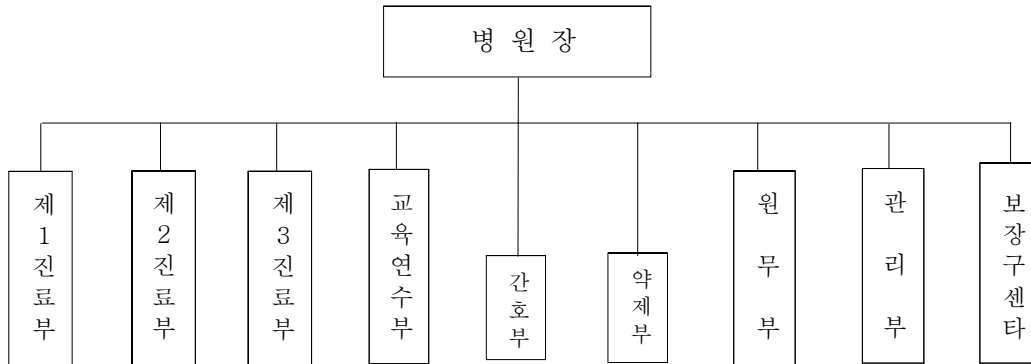 병 원 장
제1진료부
제2진료부
제3진료부
교육연수부
간호부
약제부
원 무 부
관 리 부
보장구센타